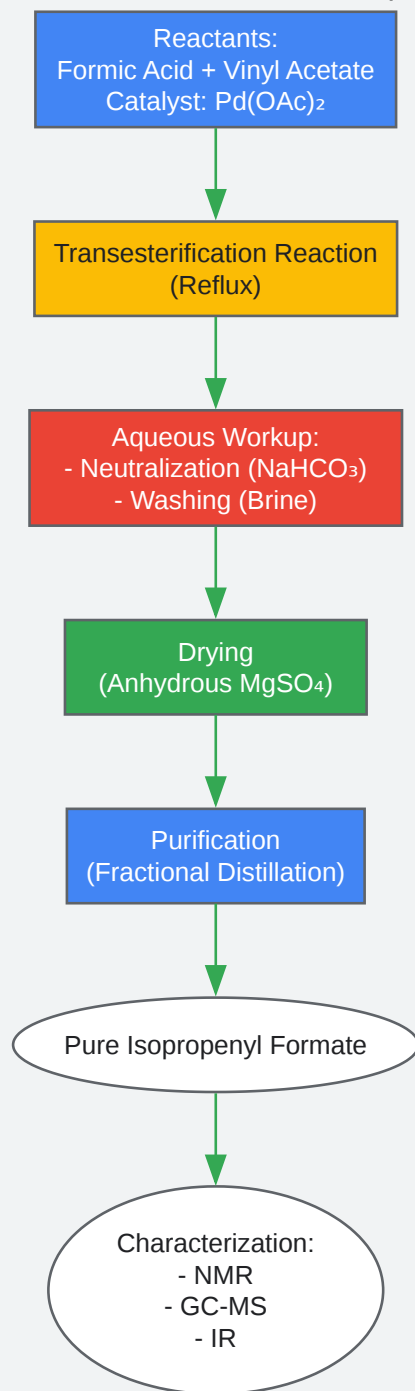 Reactants:
Formic Acid + Vinyl Acetate
Catalyst: Pd(OAc)₂
Transesterification Reaction
(Reflux)
Aqueous Workup:
- Neutralization (NaHCO₃)
- Washing (Brine)
Drying
(Anhydrous MgSO₄)
Purification
(Fractional Distillation)
Pure Isopropenyl Formate
Characterization:
- NMR
- GC-MS
- IR